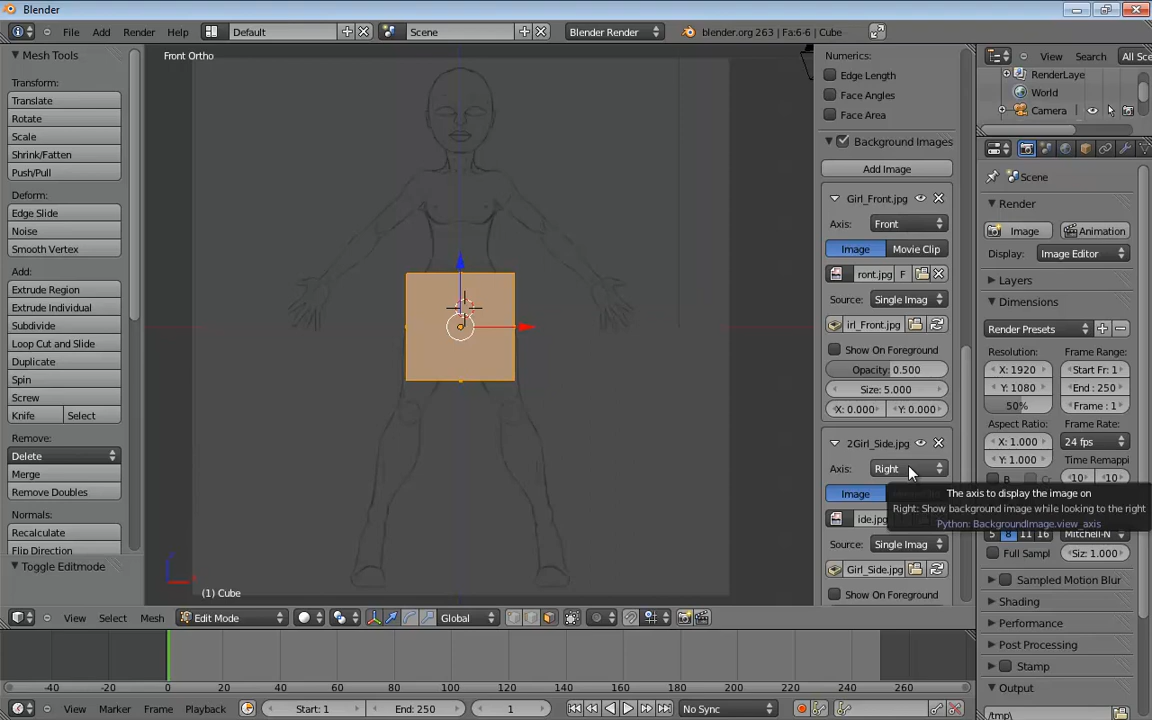 Blender
File
Add
Render
Help
Default
Scene
Blender Render
blender.org 263 | Fa:6-6 | Cube
Mesh Tools
Transform:
Translate
Rotate
Scale
Shrink/Fatten
Push/Pull
Deform:
Edge Slide
Noise
Smooth Vertex
Add:
Extrude Region
Extrude Individual
Subdivide
Loop Cut and Slide
Duplicate
Spin
Screw
Knife
Select
Remove:
Delete
Merge
Remove Doubles
Normals:
Recalculate
Flip Direction
Toggle Editmode
Front Ortho
(1) Cube
Numerics:
Edge Length
Face Angles
Face Area
Background Images
Add Image
Girl_Front.jpg
Axis:
Front
Image
Movie Clip
ront.jpg
F
Source:
Single Imag
irl_Front.jpg
Show On Foreground
Opacity: 0.500
Size: 5.000
X: 0.000
Y: 0.000
2Girl_Side.jpg
Axis:
Right
Image
ide.jpg
Source:
Single Imag
Girl_Side.jpg
Show On Foreground
The axis to display the image on
Right: Show background image while looking to the right
Python: BackgroundImage.view_axis
View
Search
All Sce
RenderLaye
World
Camera
Scene
Render
Image
Animation
Display:
Image Editor
Layers
Dimensions
Render Presets
Resolution:
Frame Range:
X: 1920
Start Fr: 1
Y: 1080
End : 250
50%
Frame : 1
Aspect Ratio:
Frame Rate:
X: 1.000
24 fps
Y: 1.000
Time Remappi
B
10
10
5
8
11
16
Mitchell-N
Full Sampl
Siz: 1.000
Sampled Motion Blur
Shading
Performance
Post Processing
Stamp
Output
/tmp\
View
Select
Mesh
Edit Mode
Global
-40
-20
0
20
40
60
80
100
120
140
160
180
200
220
240
260
View
Marker
Frame
Playback
Start: 1
End: 250
1
No Sync